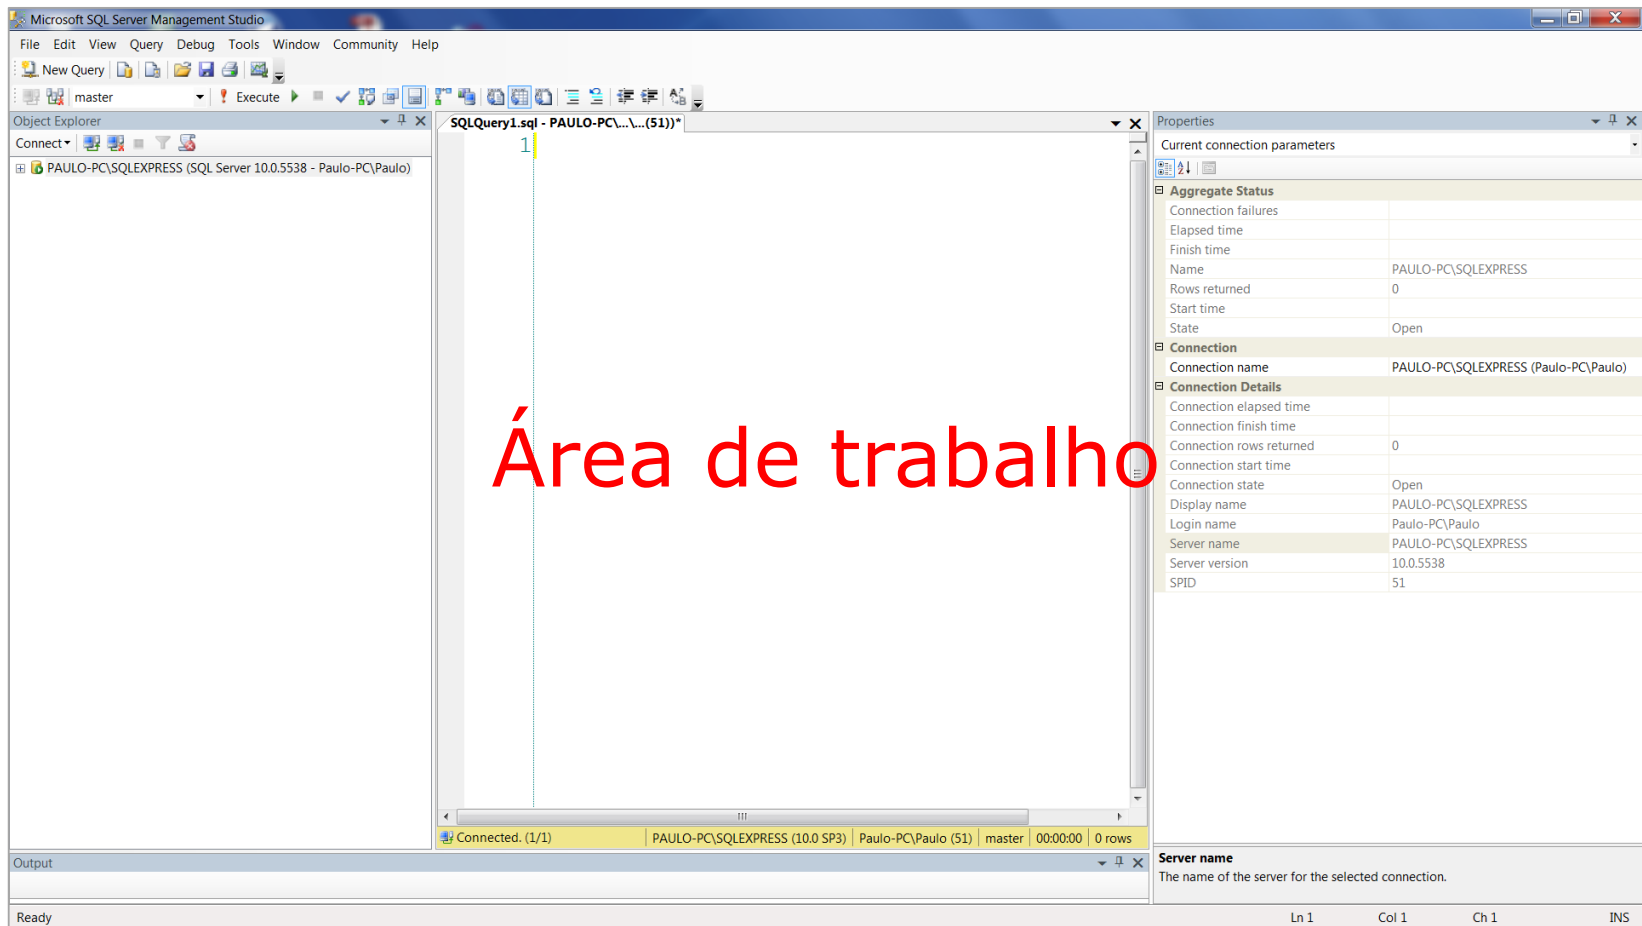 Microsoft SQL Server Management Studio
File Edit View Query Debug Tools Window Community Help
New Query
master Execute
Object Explorer
Connect
PAULO-PC\SQLEXPRESS (SQL Server 10.0.5538 - Paulo-PC\Paulo)
SQLQuery1.sql - PAULO-PC\...\...(51))*
1
Área de trabalho
Connected. (1/1) PAULO-PC\SQLEXPRESS (10.0 SP3) Paulo-PC\Paulo (51) master 00:00:00 0 rows
Output
Properties
Current connection parameters
Aggregate Status
Connection failures
Elapsed time
Finish time
Name PAULO-PC\SQLEXPRESS
Rows returned 0
Start time
State Open
Connection
Connection name PAULO-PC\SQLEXPRESS (Paulo-PC\Paulo)
Connection Details
Connection elapsed time
Connection finish time
Connection rows returned 0
Connection start time
Connection state Open
Display name PAULO-PC\SQLEXPRESS
Login name Paulo-PC\Paulo
Server name PAULO-PC\SQLEXPRESS
Server version 10.0.5538
SPID 51
Server name
The name of the server for the selected connection.
Ready Ln 1 Col 1 Ch 1 INS